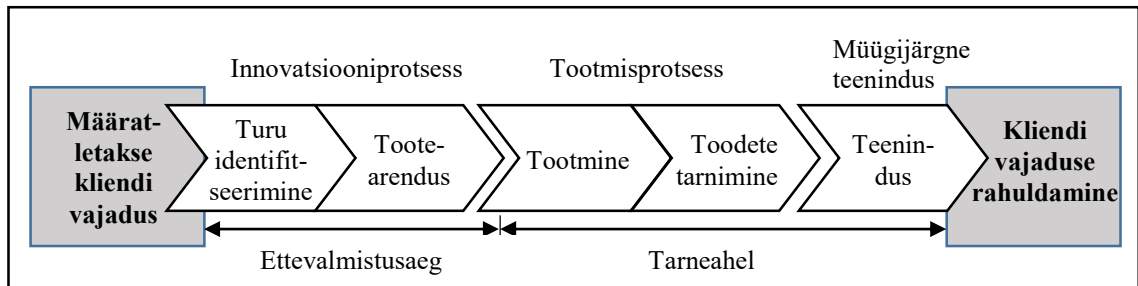 Innovatsiooniprotsess
Tootmisprotsess
Müügijärgne
teenindus
Määrat-
letakse
kliendi
vajadus
Turu
identifit-
seerimine
Toote-
arendus
Tootmine
Toodete
tarnimine
Teenin-
dus
Kliendi
vajaduse
rahuldamine
Ettevalmistusaeg
Tarneahel